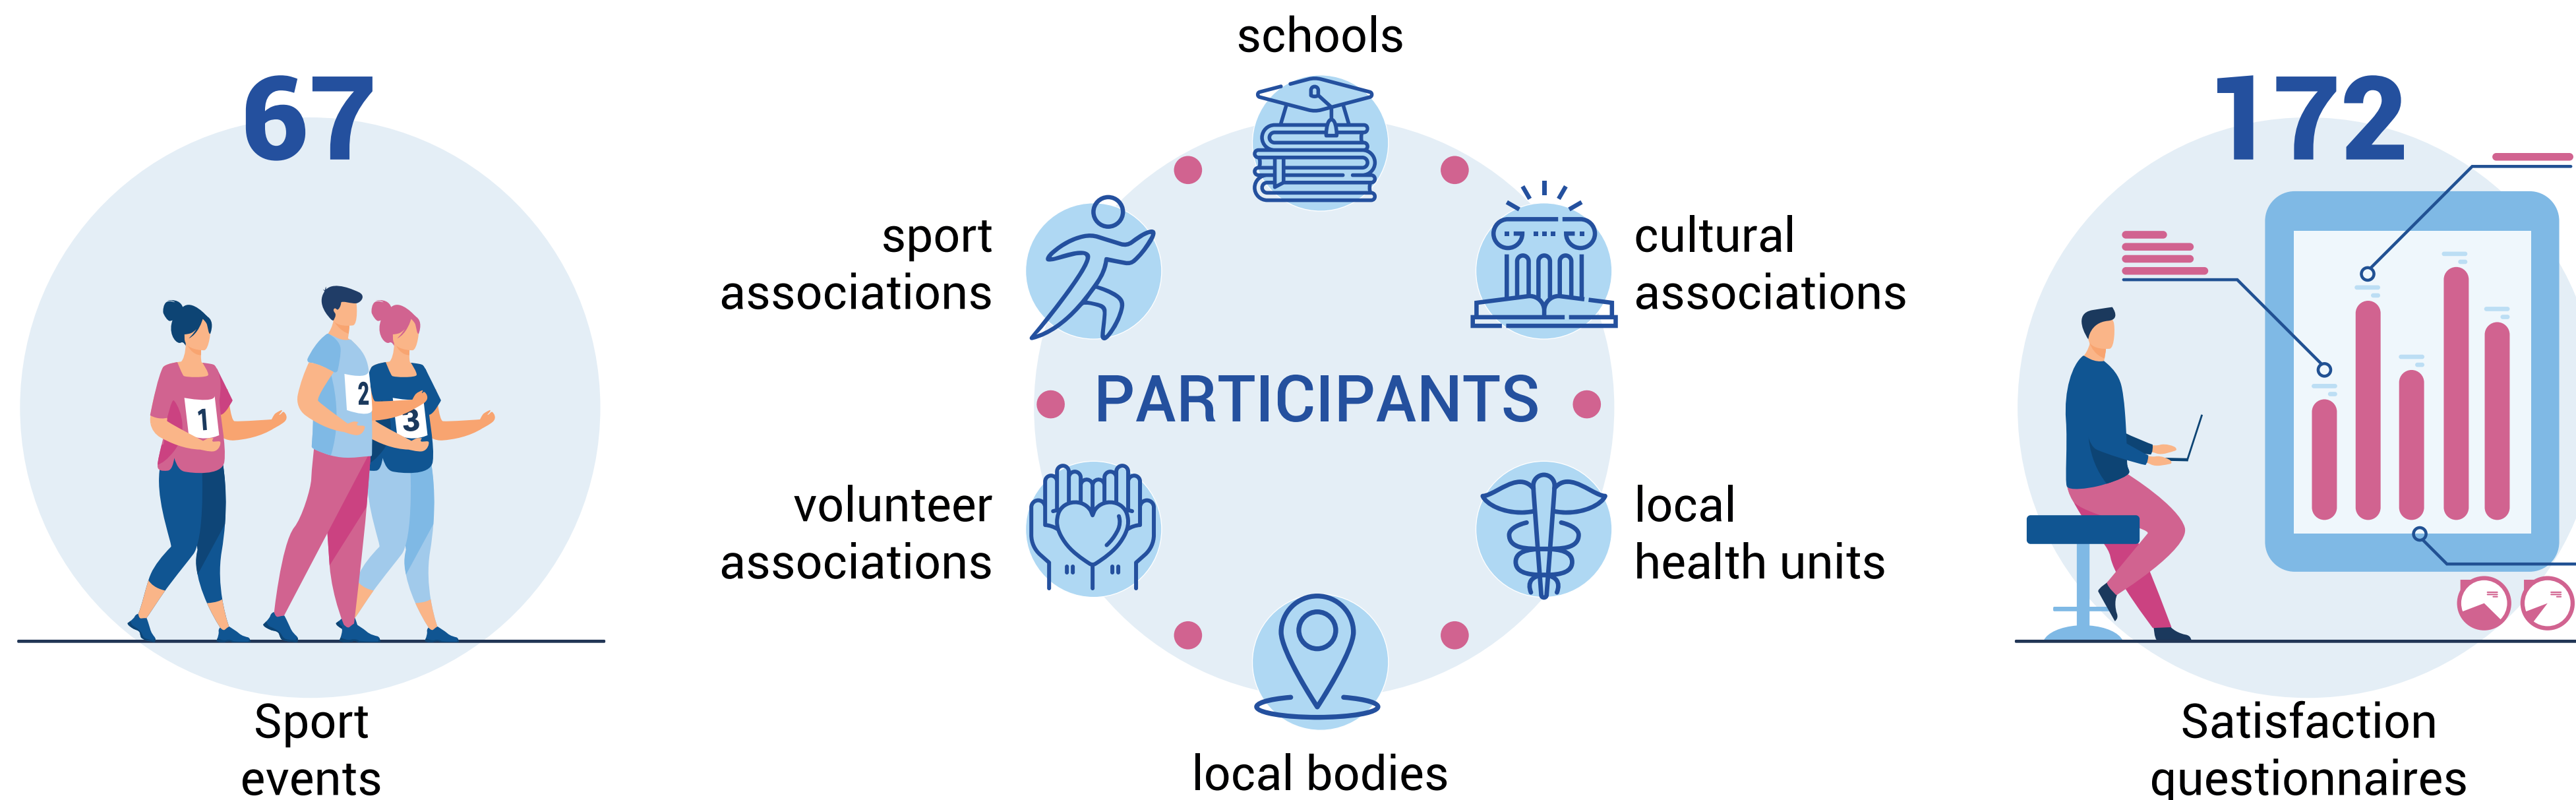 67
1
2
3
Sport
events
schools
sport
associations
cultural
associations
PARTICIPANTS
volunteer
associations
local
health units
local bodies
172
Satisfaction
questionnaires